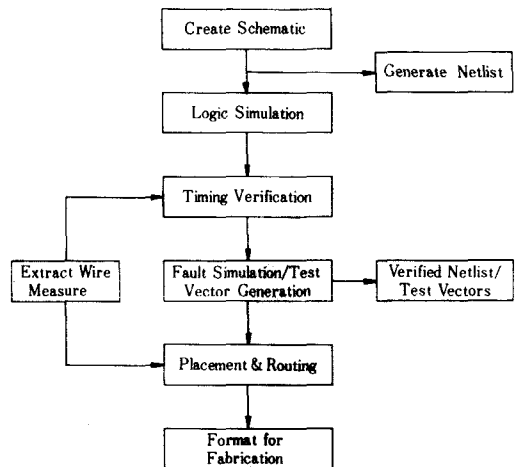 Create Schematic
Generate Netlist
Logic Simulation
Timing Verification
Extract Wire
Measure
Fault Simulation/Test
Vector Generation
Verified Netlist/
Test Vectors
Placement & Routing
Format for
Fabrication